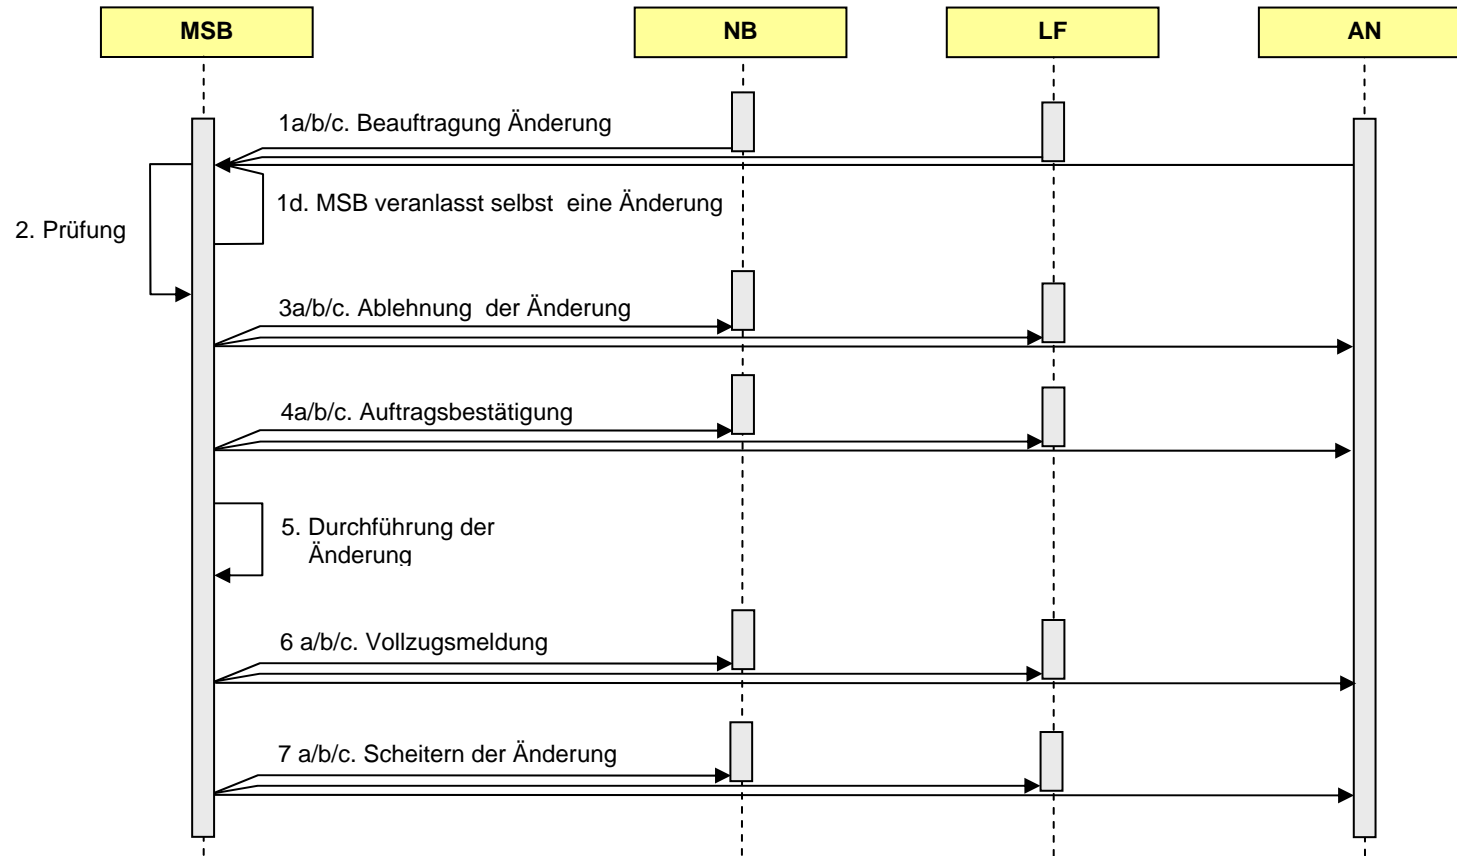 MSB
NB
LF
AN
1a/b/c. Beauftragung Änderung
1d. MSB veranlasst selbst  eine Änderung
2. Prüfung
3a/b/c. Ablehnung  der Änderung
4a/b/c. Auftragsbestätigung
5. Durchführung der
Änderung
6 a/b/c. Vollzugsmeldung
7 a/b/c. Scheitern der Änderung